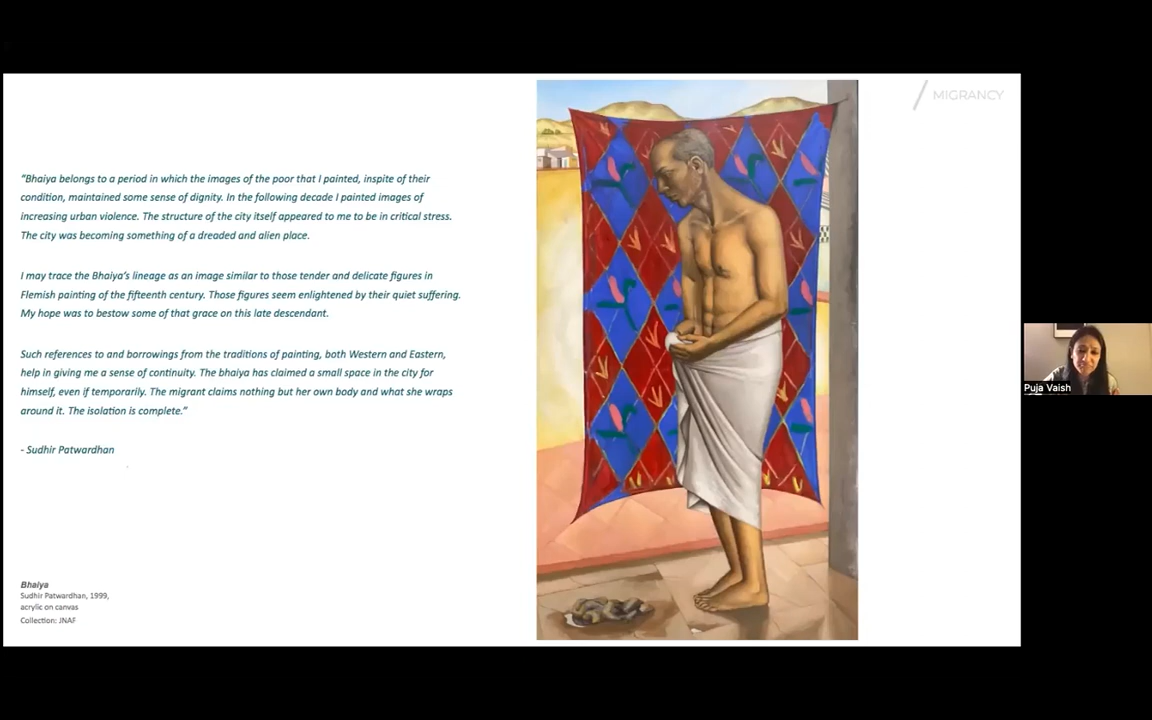 / MIGRANCY
“Bhaiya belongs to a period in which the images of the poor that I painted, inspite of their
condition, maintained some sense of dignity. In the following decade I painted images of
increasing urban violence. The structure of the city itself appeared to me to be in critical stress.
The city was becoming something of a dreaded and alien place.
I may trace the Bhaiya’s lineage as an image similar to those tender and delicate figures in
Flemish painting of the fifteenth century. Those figures seem enlightened by their quiet suffering.
My hope was to bestow some of that grace on this late descendant.
Such references to and borrowings from the traditions of painting, both Western and Eastern,
help in giving me a sense of continuity. The bhaiya has claimed a small space in the city for
himself, even if temporarily. The migrant claims nothing but her own body and what she wraps
around it. The isolation is complete.”
- Sudhir Patwardhan
Bhaiya
Sudhir Patwardhan, 1999,
acrylic on canvas
Collection: JNAF
Puja Vaish